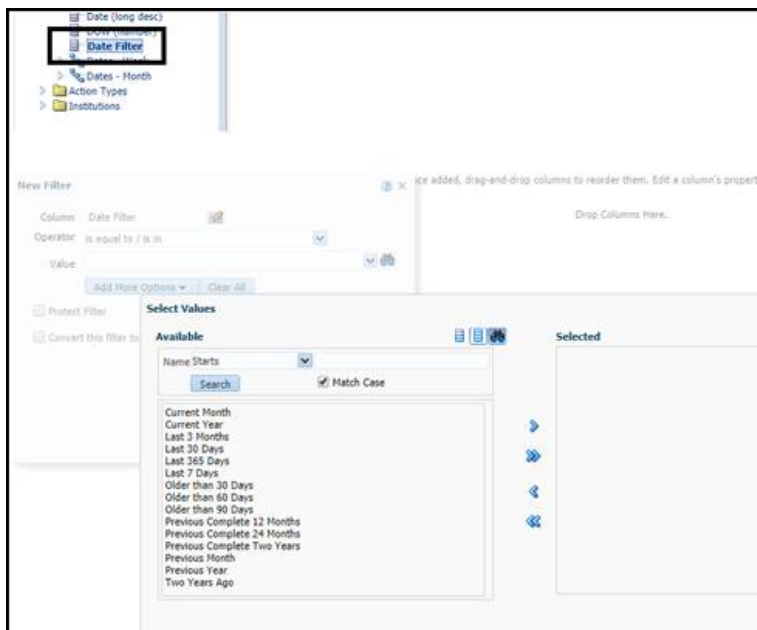 Date (long desc)
DOW (number)
Date Filter
Dates - Week
Dates - Month
Action Types
Institutions
ce added, drag-and-drop columns to reorder them. Edit a column's propert
New Filter
Drop Columns Here.
Column Date Filter
Operator is equal to / is in
Value
Add More Options Clear All
Protect Filter
Convert this filter to
Select Values
Available
Selected
Name Starts
Search Match Case
Current Month
Current Year
Last 3 Months
Last 30 Days
Last 365 Days
Last 7 Days
Older than 30 Days
Older than 60 Days
Older than 90 Days
Previous Complete 12 Months
Previous Complete 24 Months
Previous Complete Two Years
Previous Month
Previous Year
Two Years Ago